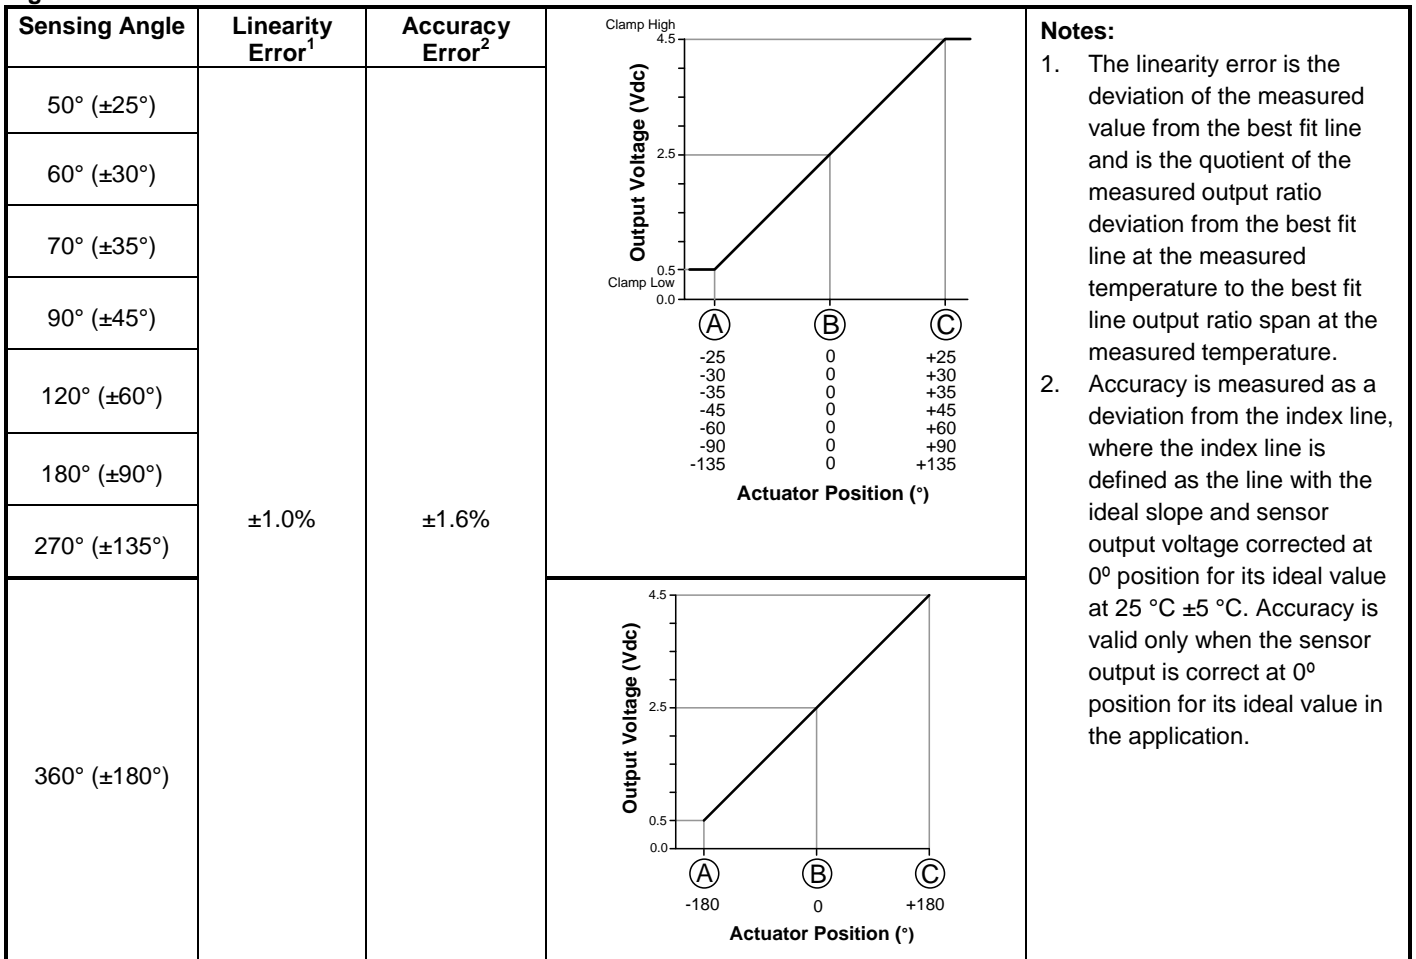 Sensing Angle
Linearity
Error1
Accuracy
Error2
50° (±25°)
60° (±30°)
70° (±35°)
90° (±45°)
120° (±60°)
180° (±90°)
270° (±135°)
360° (±180°)
±1.0%
±1.6%
Clamp High
4.5
2.5
0.5
Clamp Low
0.0
Output Voltage (Vdc)
A B C
-25 0 +25
-30 0 +30
-35 0 +35
-45 0 +45
-60 0 +60
-90 0 +90
-135 0 +135
Actuator Position (°)
4.5
2.5
0.5
0.0
Output Voltage (Vdc)
A B C
-180 0 +180
Actuator Position (°)
Notes:
1. The linearity error is the
deviation of the measured
value from the best fit line
and is the quotient of the
measured output ratio
deviation from the best fit
line at the measured
temperature to the best fit
line output ratio span at the
measured temperature.
2. Accuracy is measured as a
deviation from the index line,
where the index line is
defined as the line with the
ideal slope and sensor
output voltage corrected at
0º position for its ideal value
at 25 °C ±5 °C. Accuracy is
valid only when the sensor
output is correct at 0º
position for its ideal value in
the application.